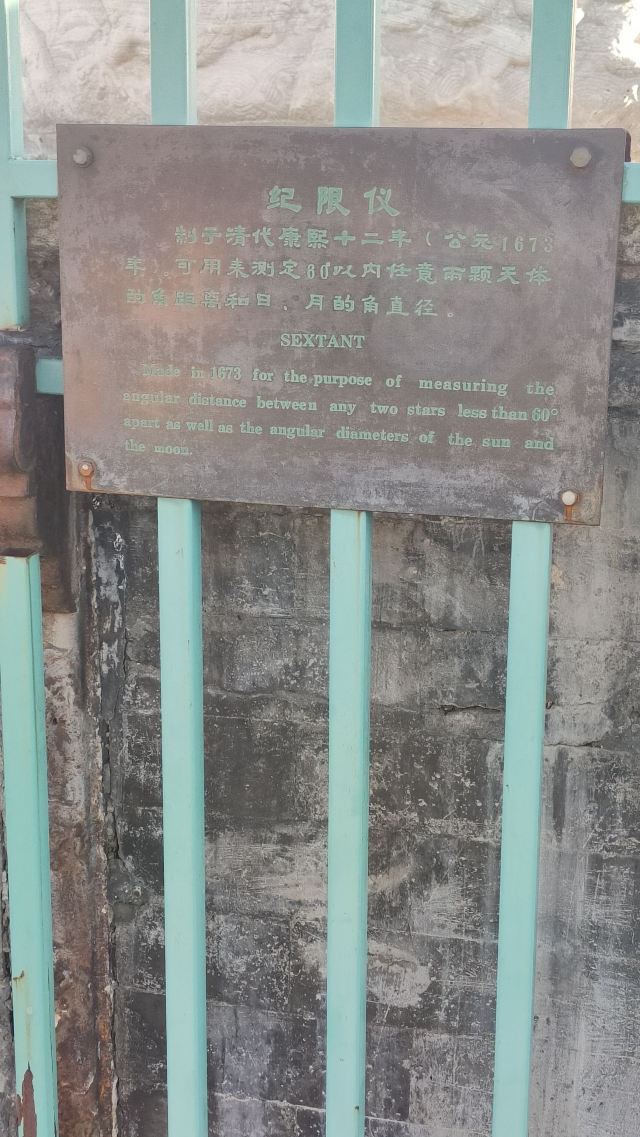 纪限仪
制于清代康熙十二年(公元1673
年,可用来测定60°以内任意两颗天体
的角距离和日、月的角直径。
SEXTANT
Made in 1673 for the purpose of measuring the
angular distance between any two stars less than 60°
apart as well as the angular diameters of the sun and
the moon.